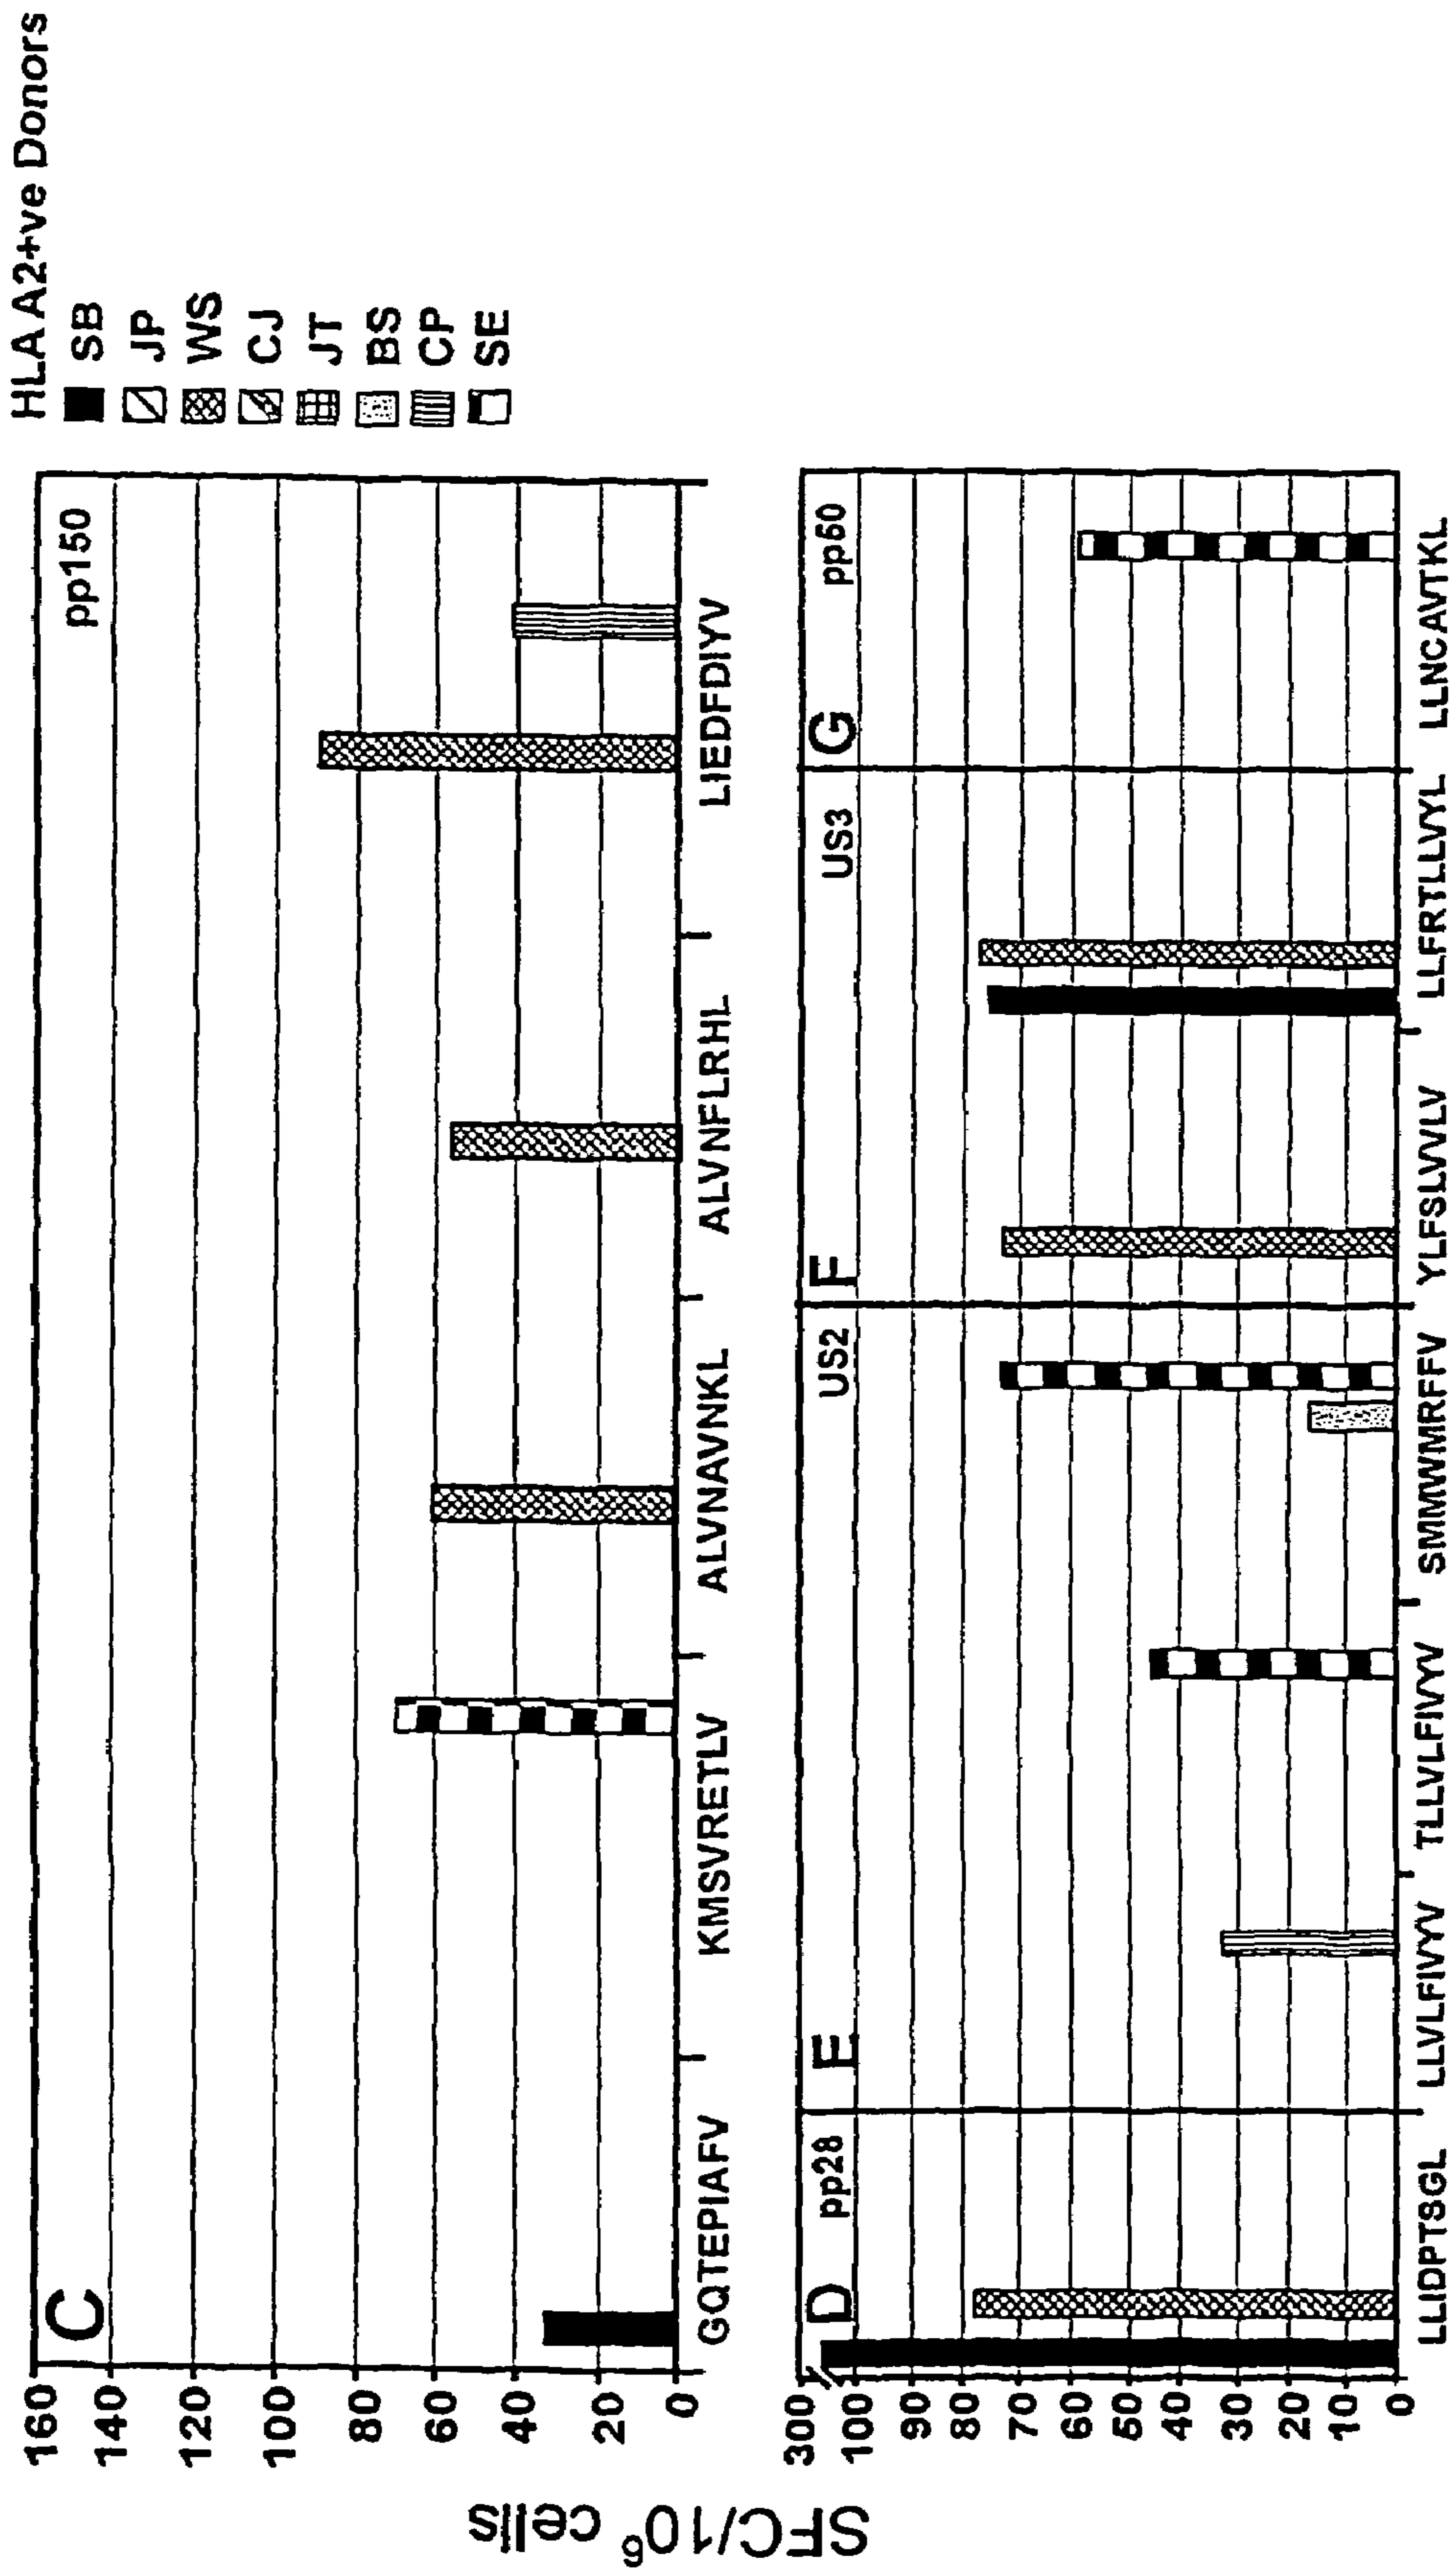 HLA A2+ve Donors
SB
JP
WS
CJ
JT
BS
CP
SE
C
pp150
160
140
120
100
80
60
40
20
0
GQTEPIAFV KMSVRETLV ALVNAVNKL ALVNFLRHL LIEDFDIYV
SFC/10⁶ cells
D pp28 E US2 F US3 G pp50
300
100
90
80
70
60
50
40
30
20
10
0
LLIDPTSGL LLVLFIVYV TLLVLFIVYV SMMWMRFFV YLFSLVVLV LLFRTLLVYL LLNCAVTKL